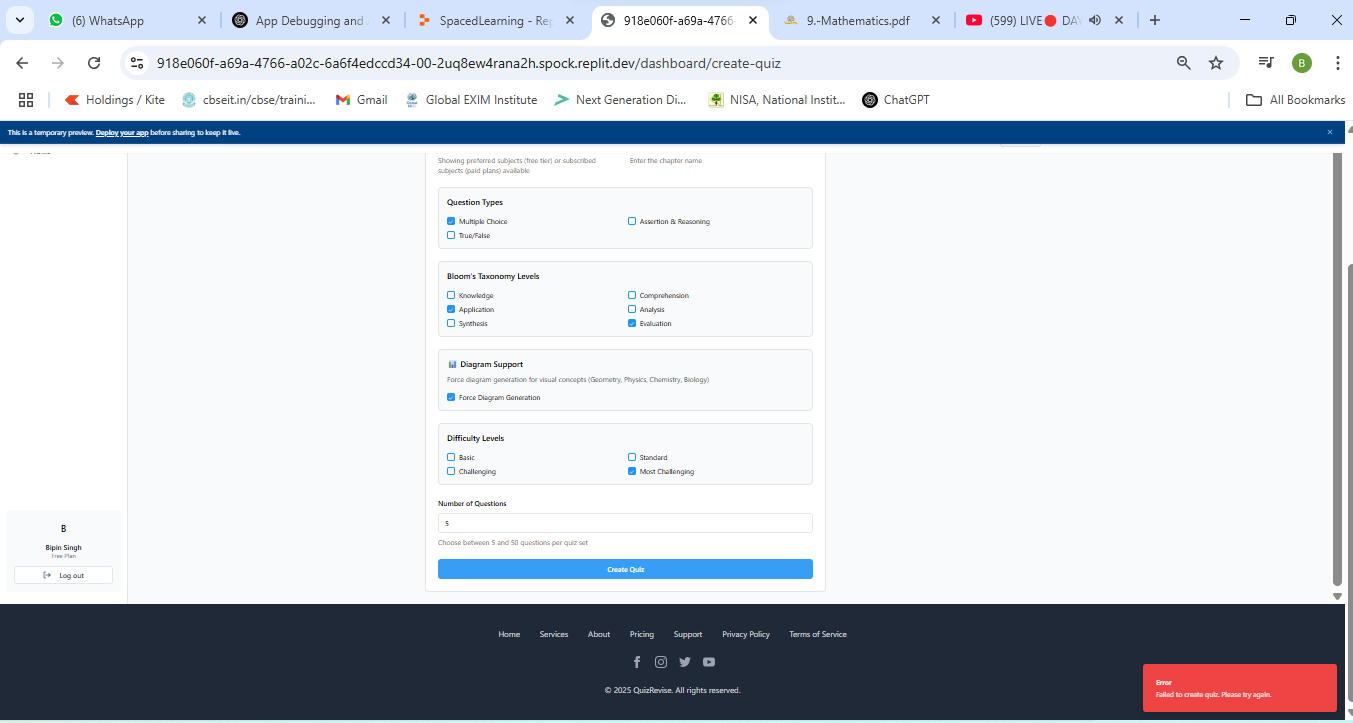 (6) WhatsApp
App Debugging and
SpacedLearning - Rep
918e060f-a69a-4766-
9.-Mathematics.pdf
(599) LIVE🔴 DAY
918e060f-a69a-4766-a02c-6a6f4edccd34-00-2uq8ew4rana2h.spock.replit.dev/dashboard/create-quiz
B
Holdings / Kite
cbseit.in/cbse/traini...
Gmail
Global EXIM Institute
Next Generation Di...
NISA, National Instit...
ChatGPT
All Bookmarks
This is a temporary preview. Deploy your app before sharing to keep it live.
Showing preferred subjects (free tier) or subscribed
subjects (paid plans) available
Enter the chapter name
Question Types
Multiple Choice
Assertion & Reasoning
True/False
Bloom's Taxonomy Levels
Knowledge
Comprehension
Application
Analysis
Synthesis
Evaluation
Diagram Support
Force diagram generation for visual concepts (Geometry, Physics, Chemistry, Biology)
Force Diagram Generation
Difficulty Levels
Basic
Standard
Challenging
Most Challenging
Number of Questions
5
Choose between 5 and 50 questions per quiz set
Create Quiz
B
Bipin Singh
Free Plan
Log out
Home
Services
About
Pricing
Support
Privacy Policy
Terms of Service
© 2025 QuizRevise. All rights reserved.
Error
Failed to create quiz. Please try again.